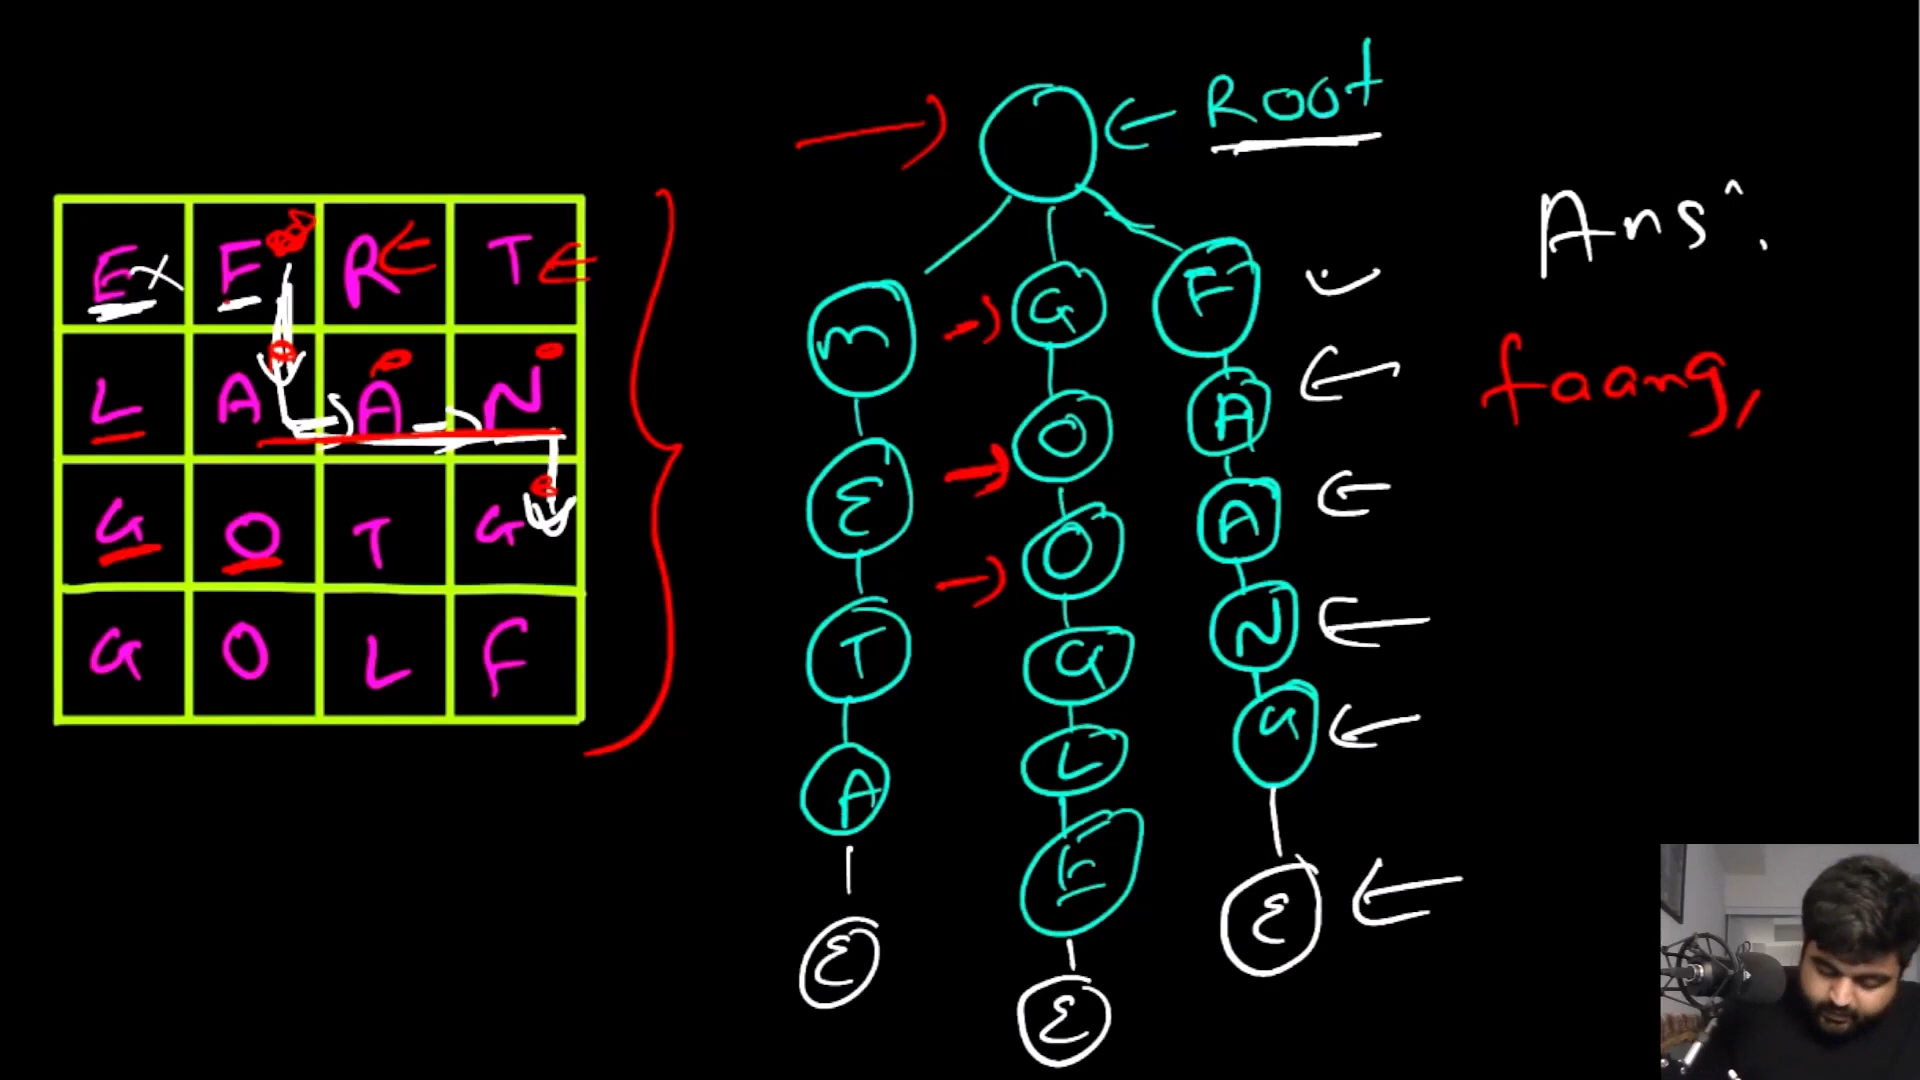 Root
Ans:
faang,
E F R T
L A A N
G O T G
G O L F
M G F
E O A
T O A
A G N
E L G
E E
E